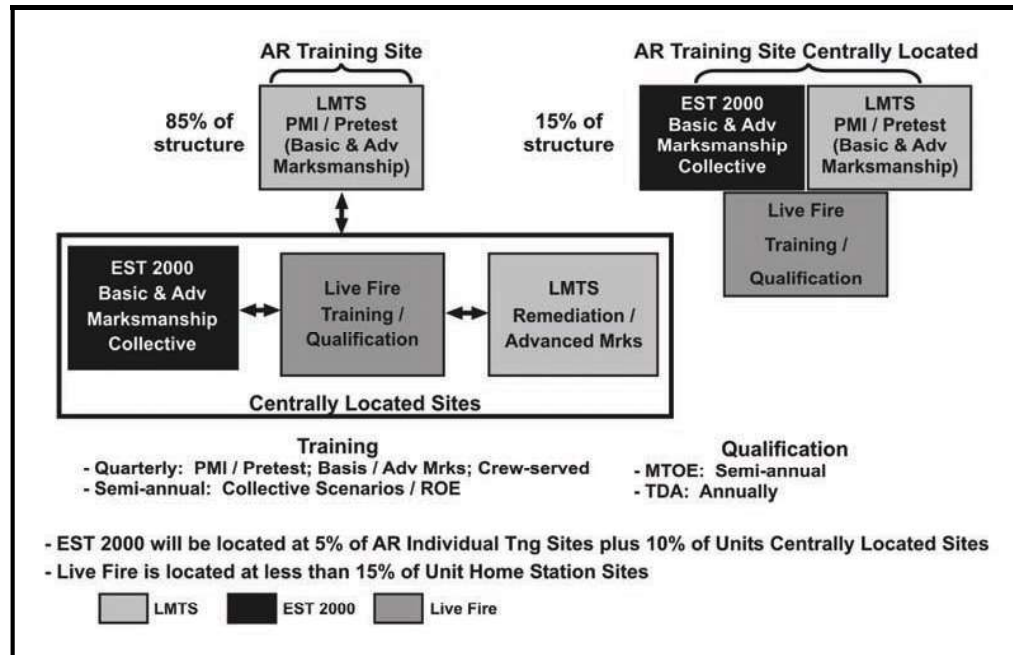 AR Training Site
85% of
structure
LMTS
PMI / Pretest
(Basic & Adv
Marksmanship)
AR Training Site Centrally Located
15% of
structure
EST 2000
Basic & Adv
Marksmanship
Collective
LMTS
PMI / Pretest
(Basic & Adv
Marksmanship)
Live Fire
Training /
Qualification
EST 2000
Basic & Adv
Marksmanship
Collective
Live Fire
Training /
Qualification
LMTS
Remediation /
Advanced Mrks
Centrally Located Sites
Training
- Quarterly: PMI / Pretest; Basis / Adv Mrks; Crew-served
- Semi-annual: Collective Scenarios / ROE
Qualification
- MTOE: Semi-annual
- TDA: Annually
- EST 2000 will be located at 5% of AR Individual Tng Sites plus 10% of Units Centrally Located Sites
- Live Fire is located at less than 15% of Unit Home Station Sites
LMTS
EST 2000
Live Fire